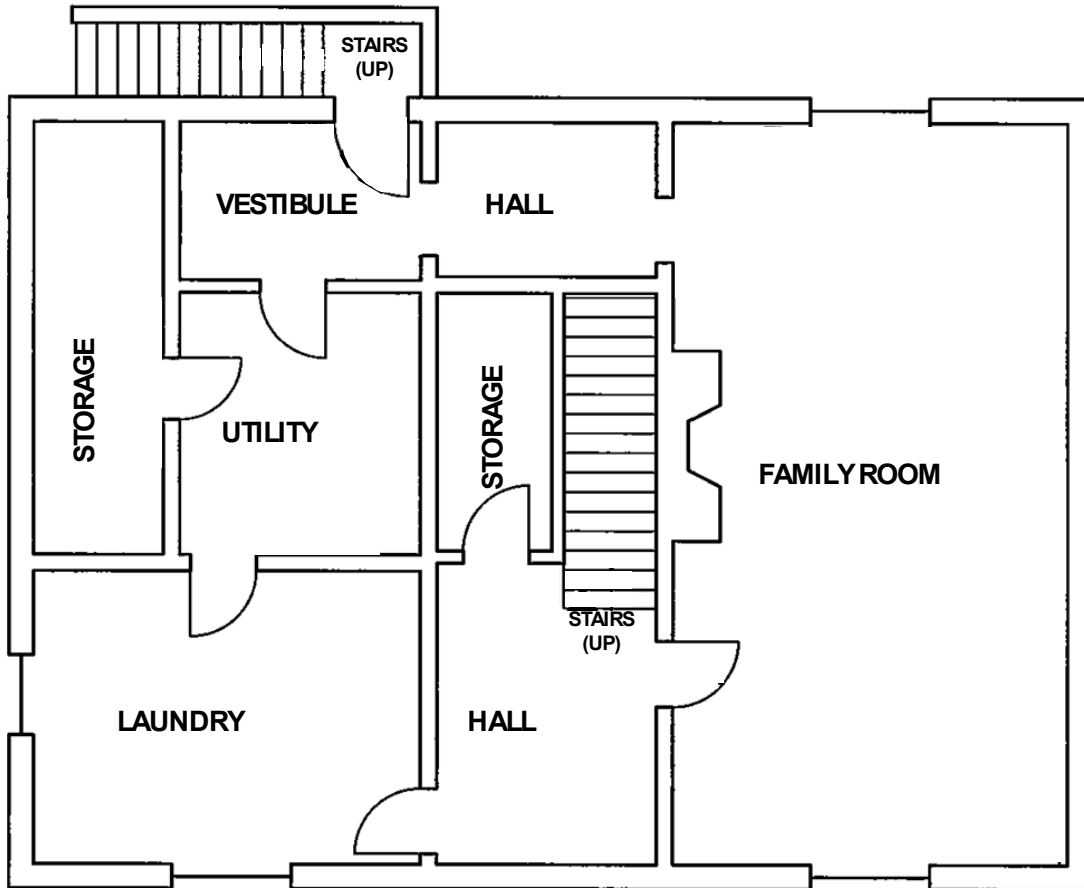 STAIRS
(UP)
VESTIBULE
HALL
STORAGE
STORAGE
UTILITY
FAMILY ROOM
STAIRS
(UP)
LAUNDRY
HALL